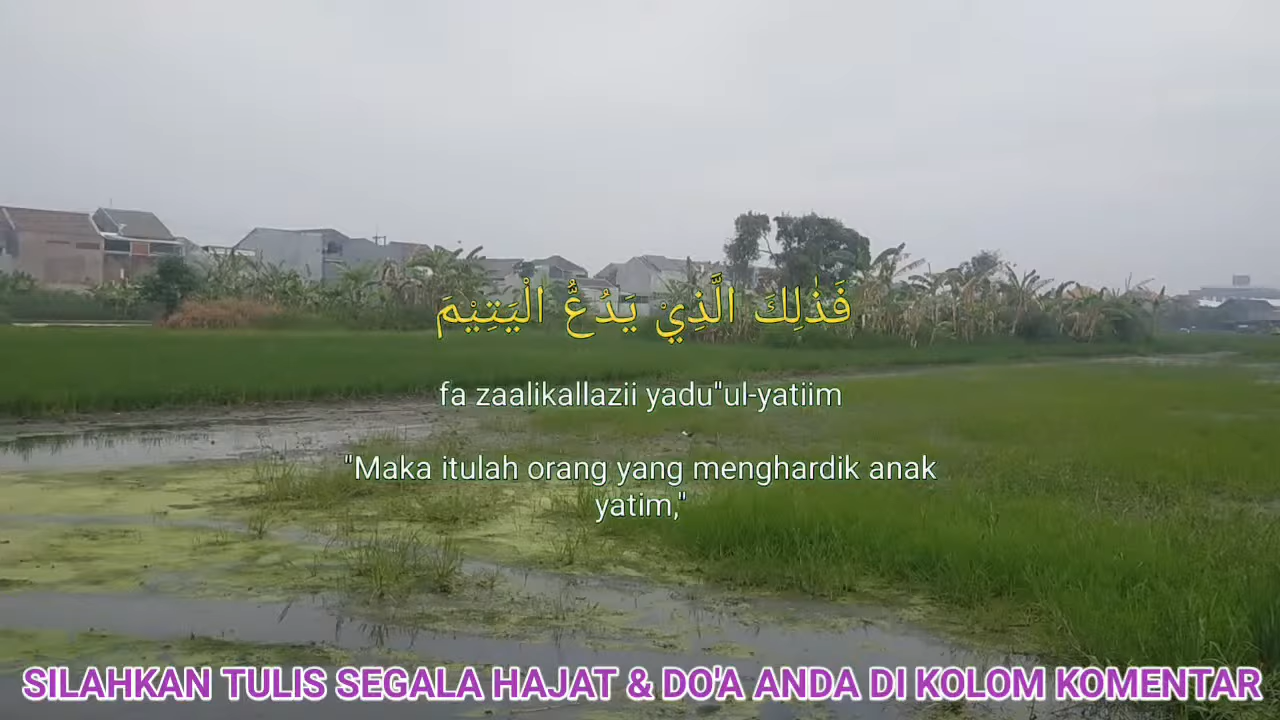 فَذٰلِكَ الَّذِيْ يَدُعُّ الْيَتِيْمَ
fa zaalikallazii yadu"ul-yatiim
"Maka itulah orang yang menghardik anak
yatim,"
SILAHKAN TULIS SEGALA HAJAT & DO'A ANDA DI KOLOM KOMENTAR